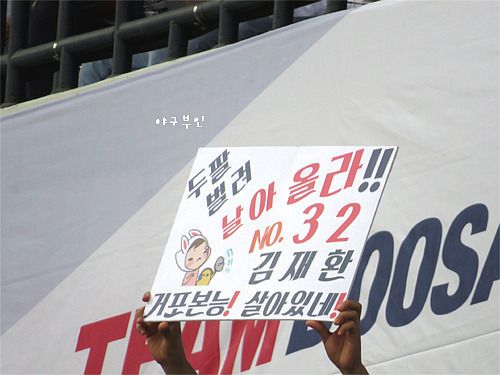 야구부인
두팔
벌려
날아 올라!!
NO. 32
김재환
거포본능! 살아있네!
TEAM DOOSA